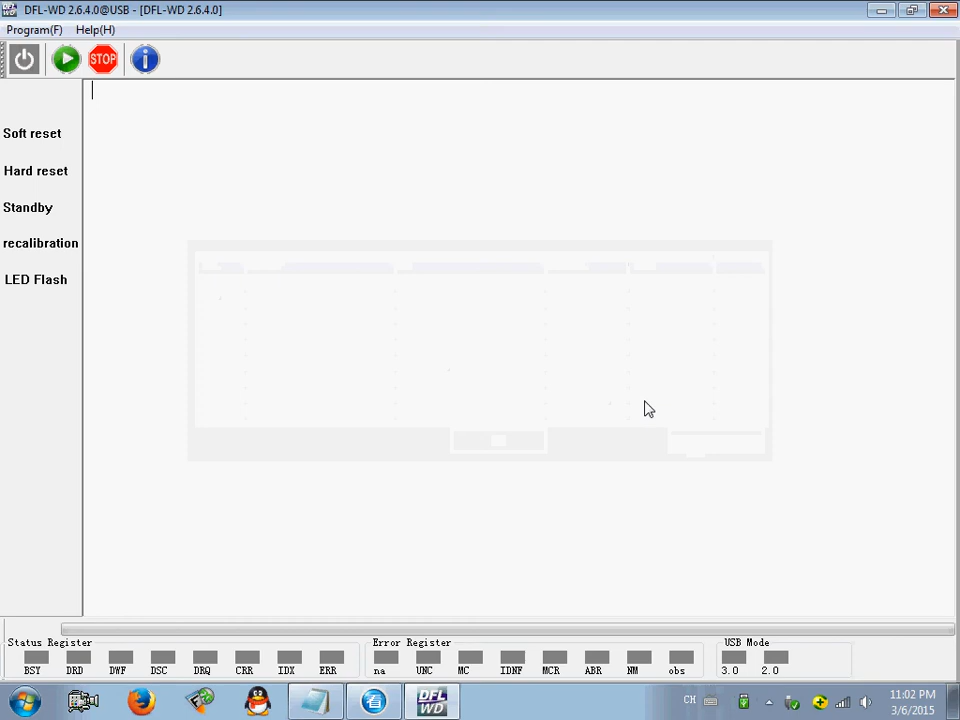 DFL-WD 2.6.4.0@USB - [DFL-WD 2.6.4.0]
Program(F) Help(H)
STOP
Soft reset
Hard reset
Standby
recalibration
LED Flash
Status Register Error Register USB Mode
BSY DRD DWF DSC DRQ CRR IDX ERR na UNC MC IDNF MCR ABR NM obs 3.0 2.0
看 DFL WD CH 11:02 PM
3/6/2015